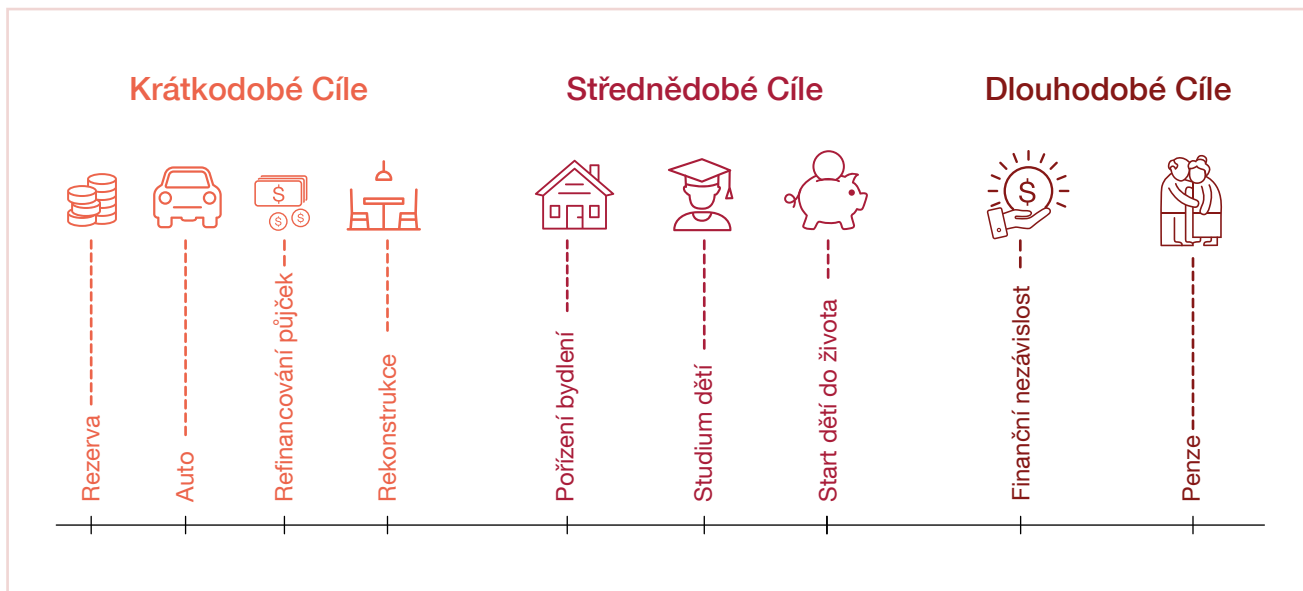 Krátkodobé Cíle
Střednědobé Cíle
Dlouhodobé Cíle
$
$
$
$
Rezerva
Auto
Refinancování půjček
Rekonstrukce
Pořízení bydlení
Studium dětí
Start dětí do života
Finanční nezávislost
Penze